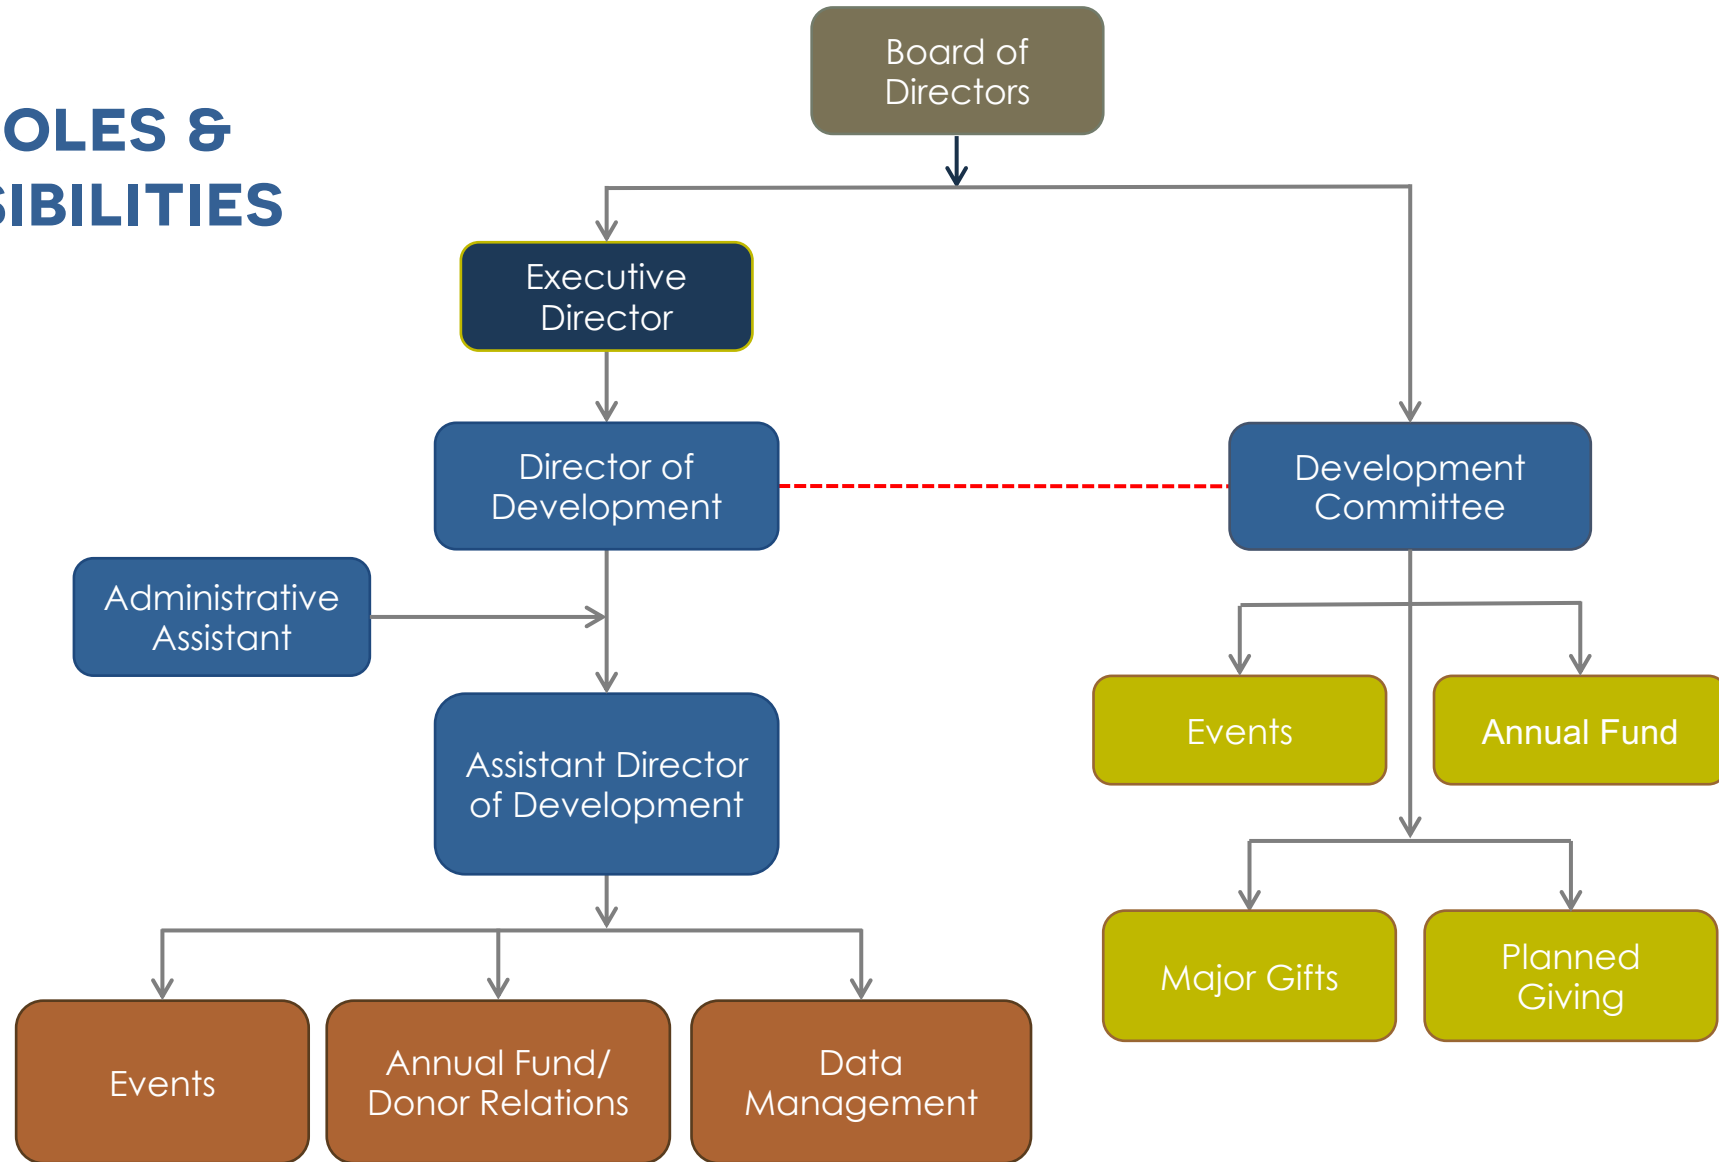 OLES &
SIBILITIES
Board of
Directors
Executive
Director
Director of
Development
Development
Committee
Administrative
Assistant
Assistant Director
of Development
Events
Annual Fund
Major Gifts
Planned
Giving
Events
Annual Fund/
Donor Relations
Data
Management